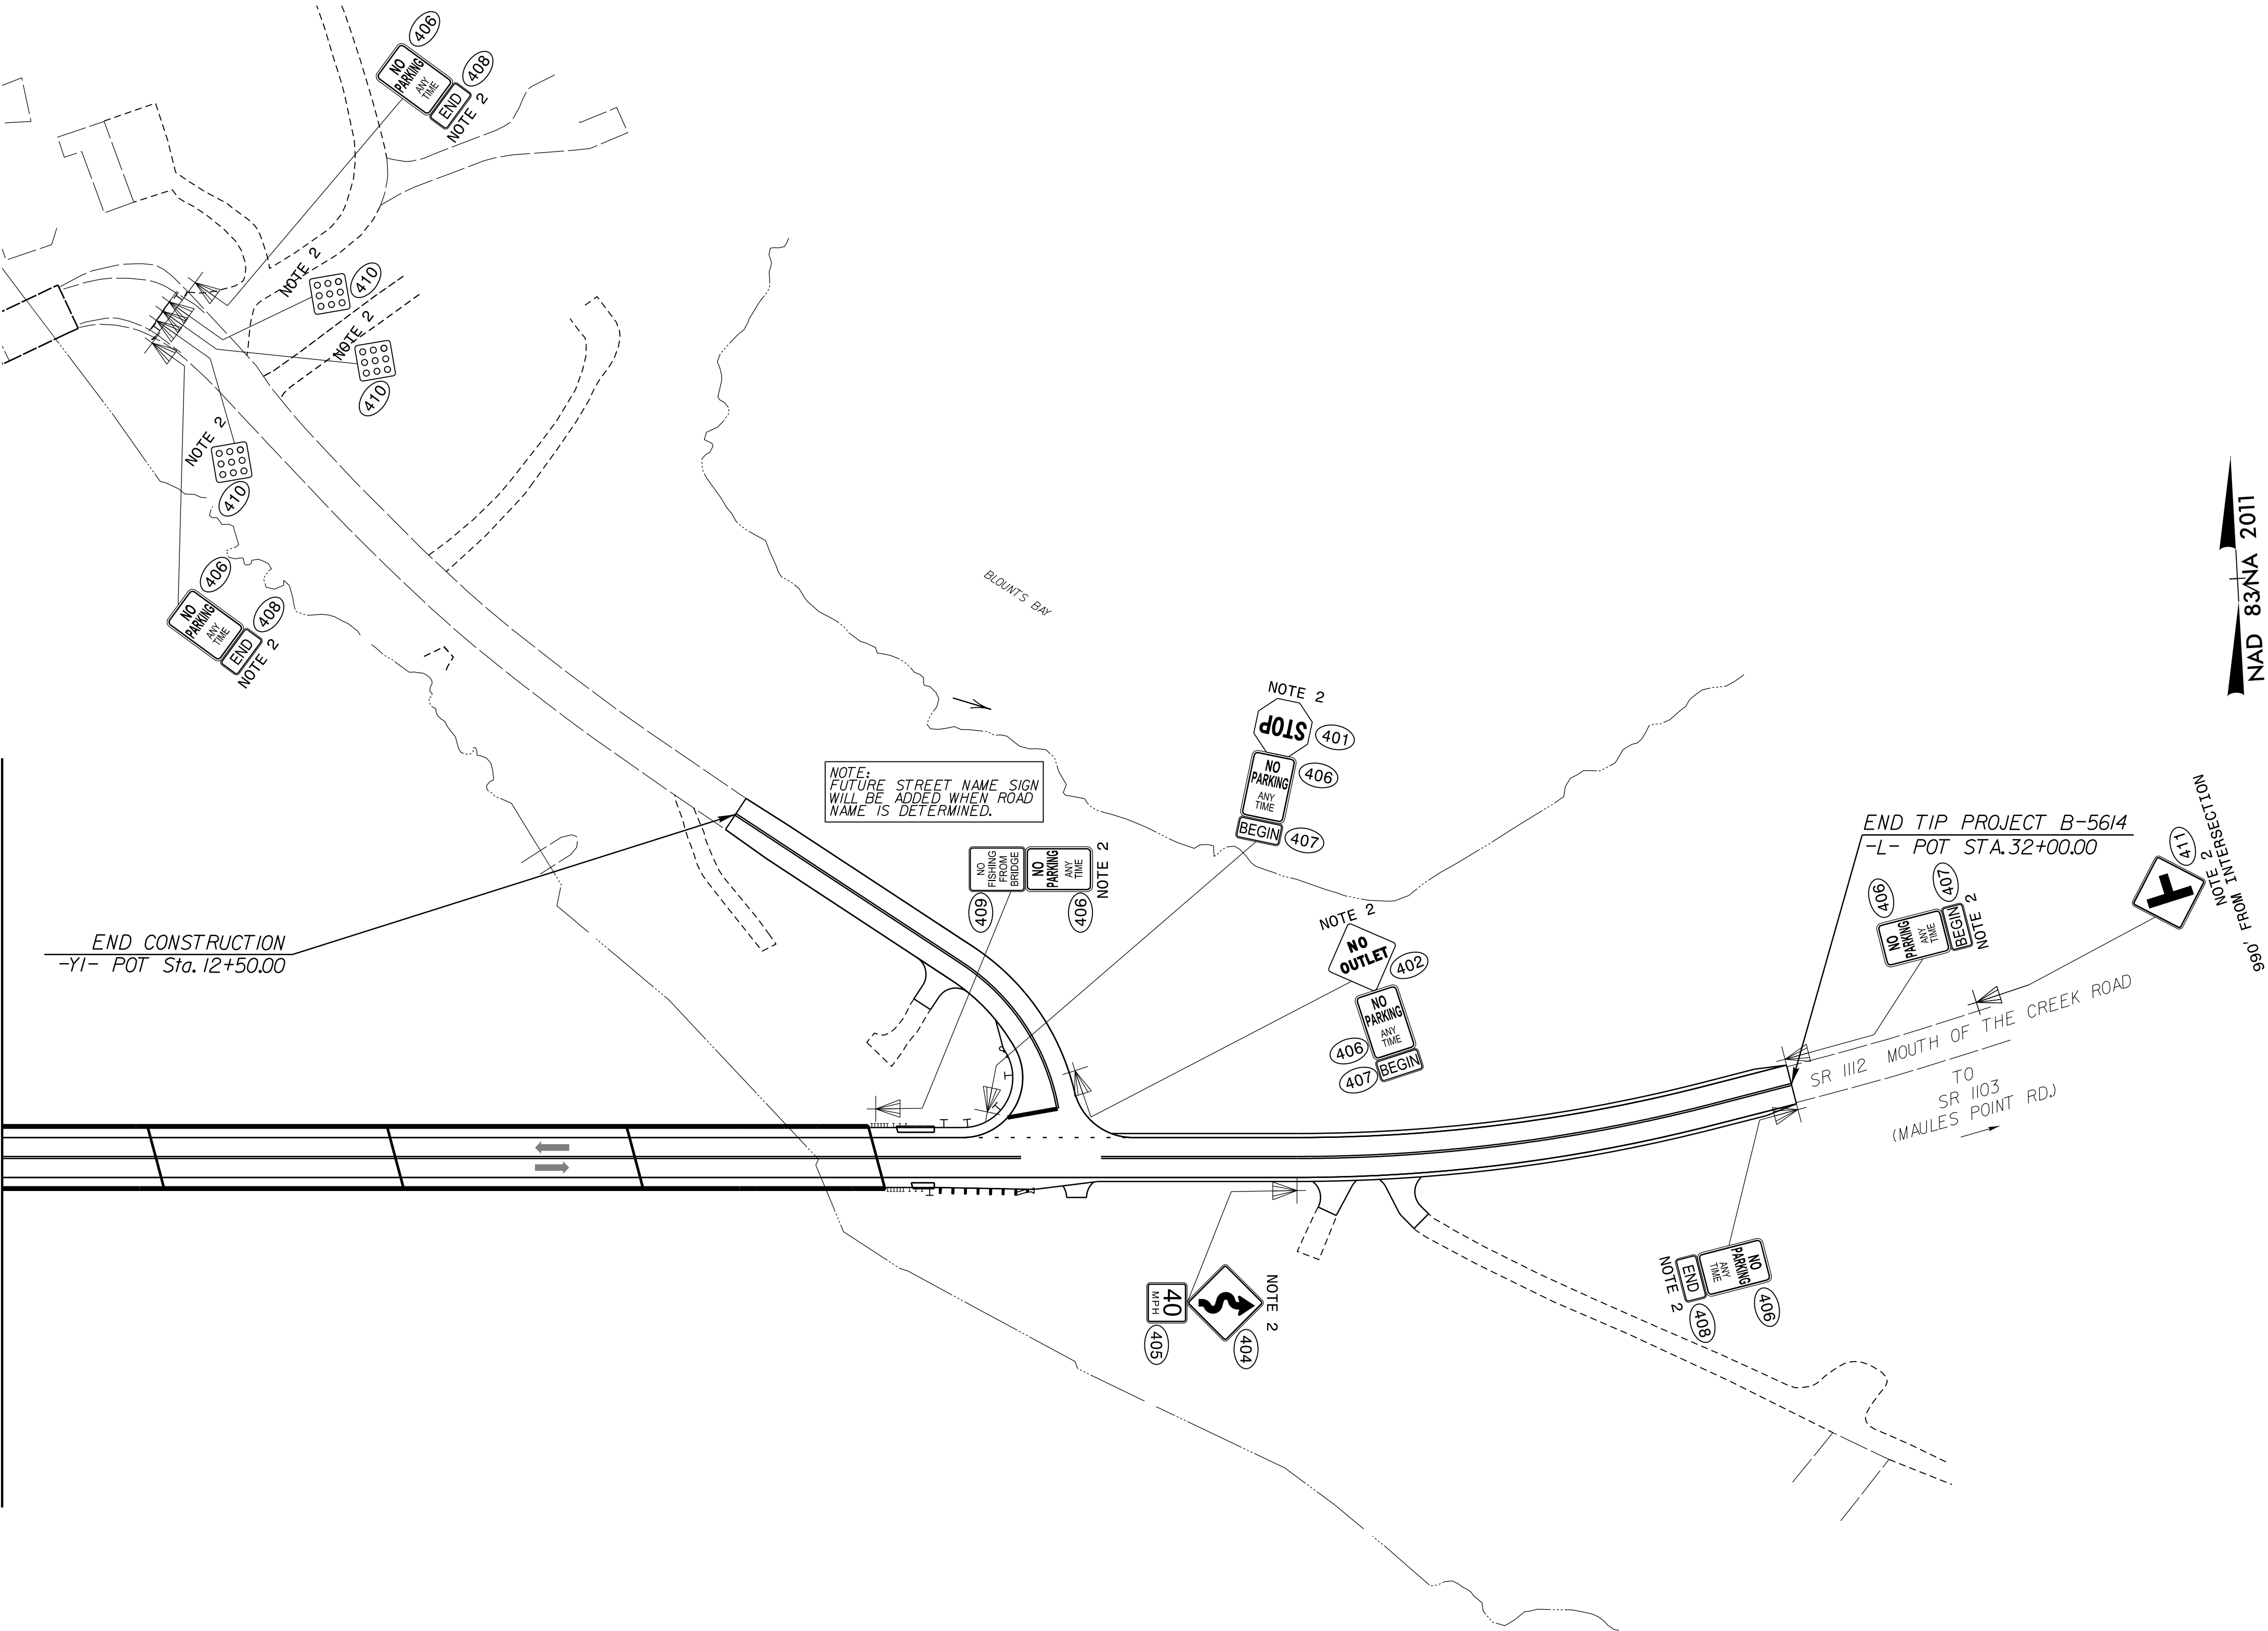 406
NO
PARKING
ANY
TIME
408
END
NOTE 2
NOTE 2
410
NOTE 2
410
NOTE 2
410
406
NO
PARKING
ANY
TIME
408
END
NOTE 2
BLOUNTS BAY
NAD 83/NA 2011
NOTE 2
STOP
401
NO
PARKING
ANY
TIME
406
BEGIN
407
NOTE:
FUTURE STREET NAME SIGN
WILL BE ADDED WHEN ROAD
NAME IS DETERMINED.
NO
FISHING
FROM
BRIDGE
409
NO
PARKING
ANY
TIME
406
NOTE 2
NOTE 2
NO
OUTLET
402
NO
PARKING
ANY
TIME
406
BEGIN
407
END TIP PROJECT B-5614
-L- POT STA. 32+00.00
406
NO
PARKING
ANY
TIME
407
BEGIN
NOTE 2
411
NOTE 2
990' FROM INTERSECTION
END CONSTRUCTION
-Y1- POT Sta. 12+50.00
SR 1112 MOUTH OF THE CREEK ROAD
TO
SR 1103
(MAULES POINT RD.)
40
MPH
405
404
NOTE 2
NO
PARKING
ANY
TIME
406
END
408
NOTE 2